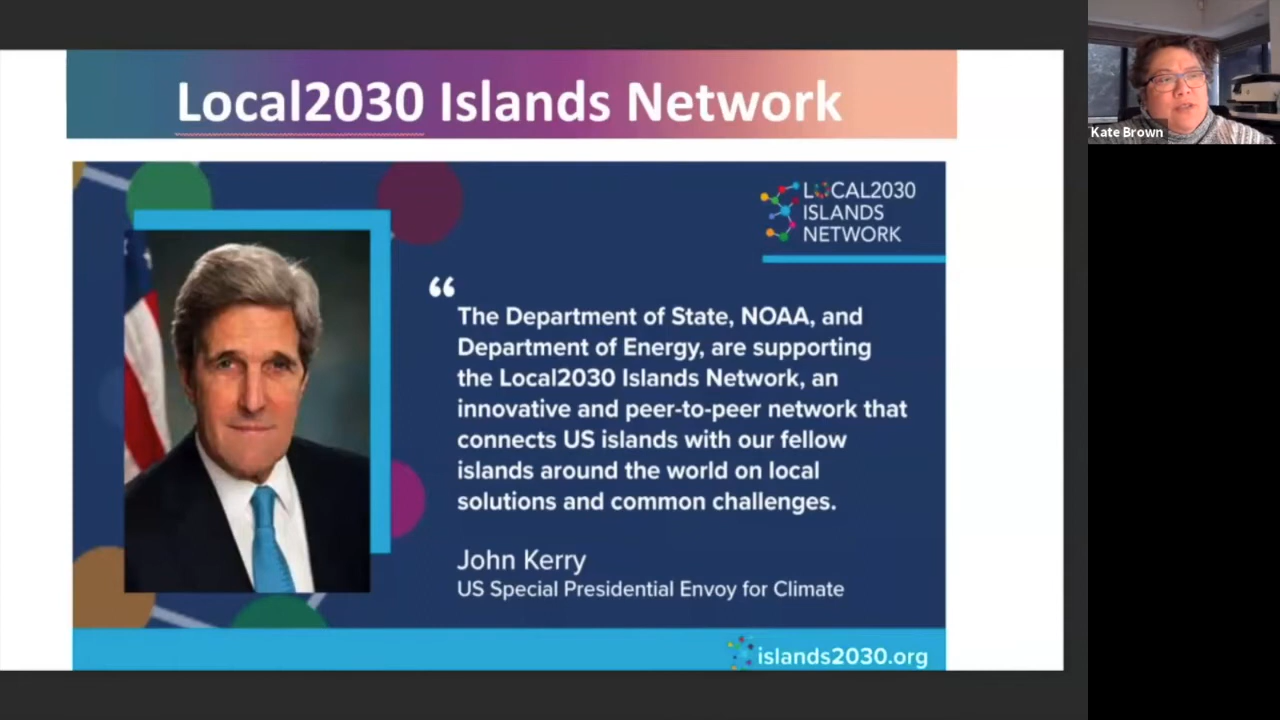 Local2030 Islands Network
LOCAL2030
ISLANDS
NETWORK
“
The Department of State, NOAA, and
Department of Energy, are supporting
the Local2030 Islands Network, an
innovative and peer-to-peer network that
connects US islands with our fellow
islands around the world on local
solutions and common challenges.
John Kerry
US Special Presidential Envoy for Climate
islands2030.org
Kate Brown